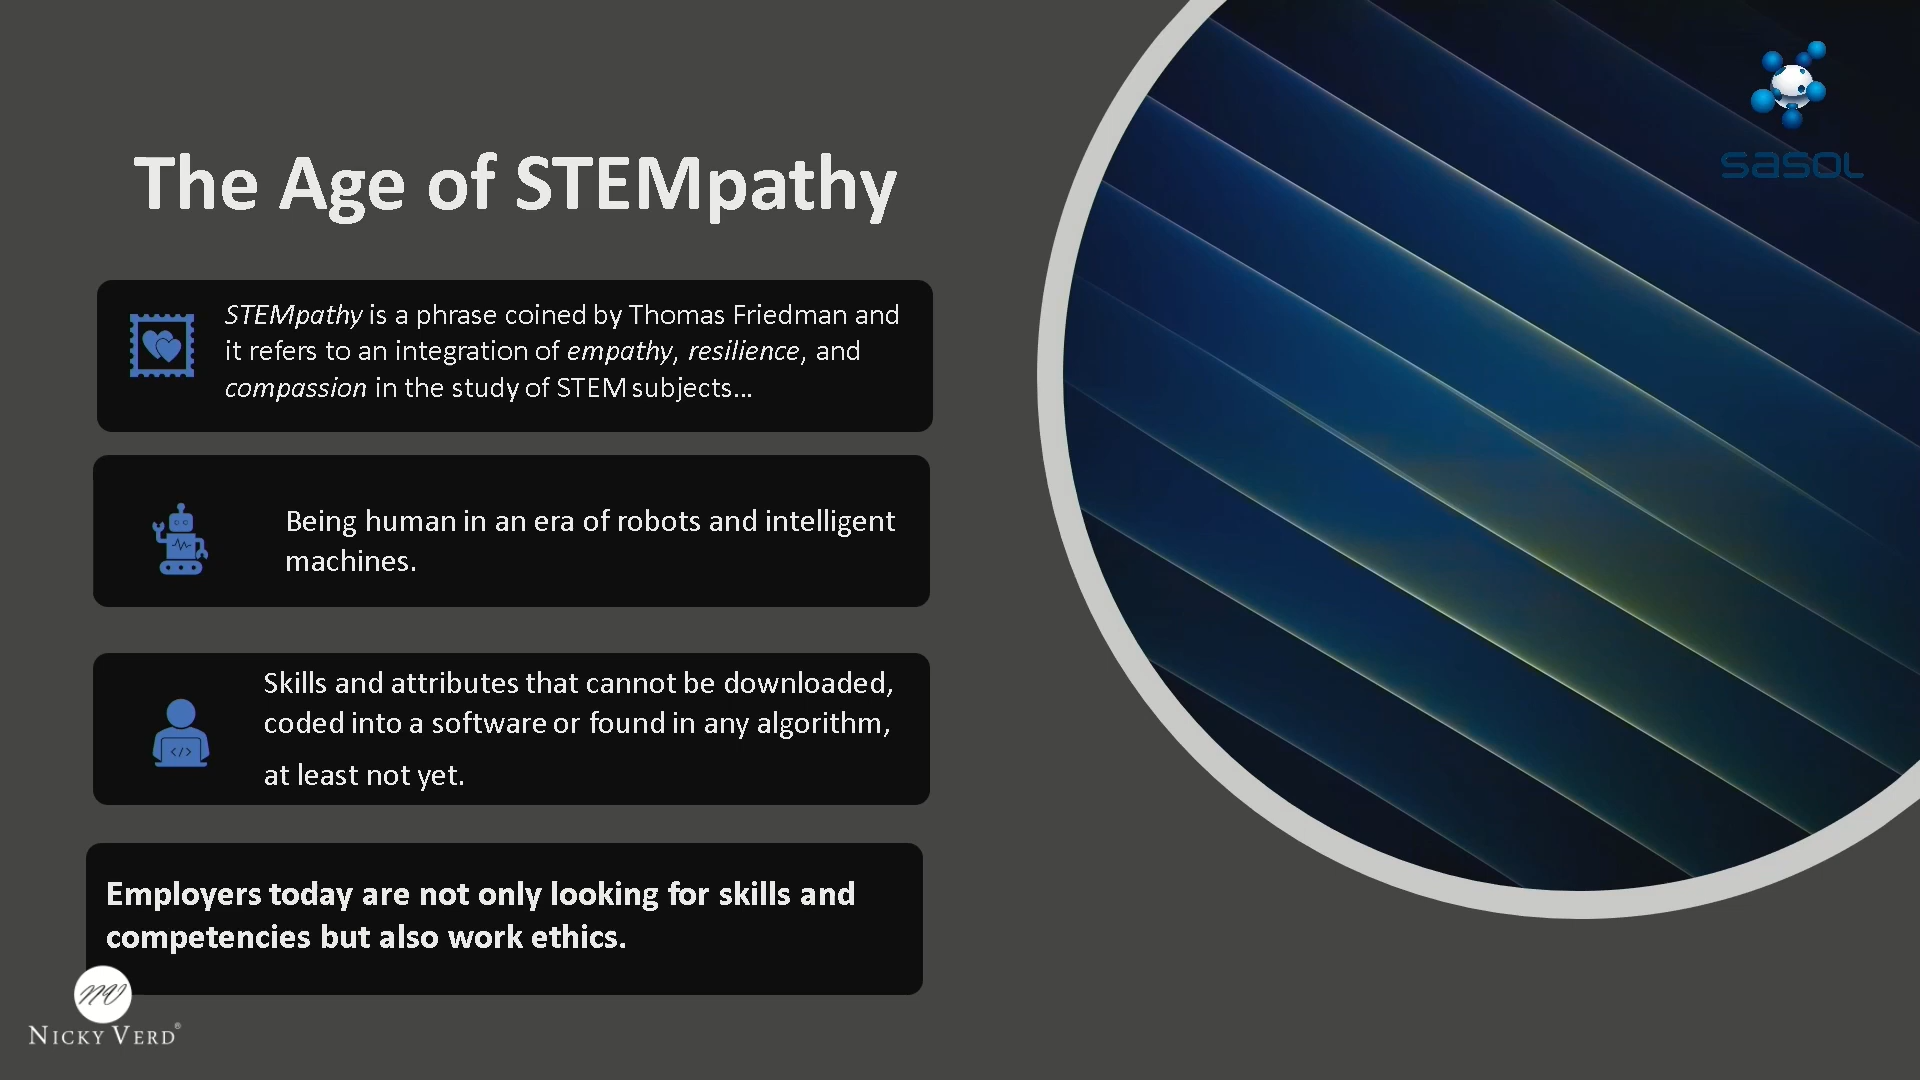 sasol
The Age of STEMpathy
STEMpathy is a phrase coined by Thomas Friedman and
it refers to an integration of empathy, resilience, and
compassion in the study of STEM subjects...
Being human in an era of robots and intelligent
machines.
Skills and attributes that cannot be downloaded,
coded into a software or found in any algorithm,
at least not yet.
</>
Employers today are not only looking for skills and
competencies but also work ethics.
NV
NICKY VERD®